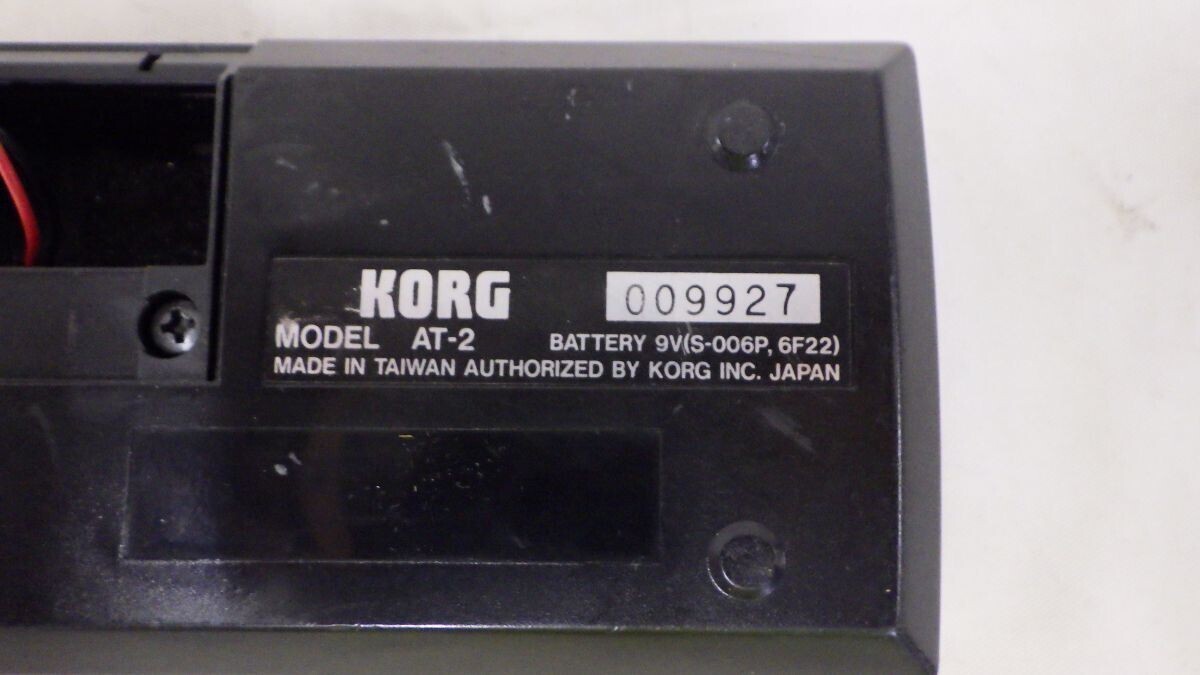 KORG 009927
MODEL AT-2 BATTERY 9V(S-006P, 6F22)
MADE IN TAIWAN AUTHORIZED BY KORG INC. JAPAN